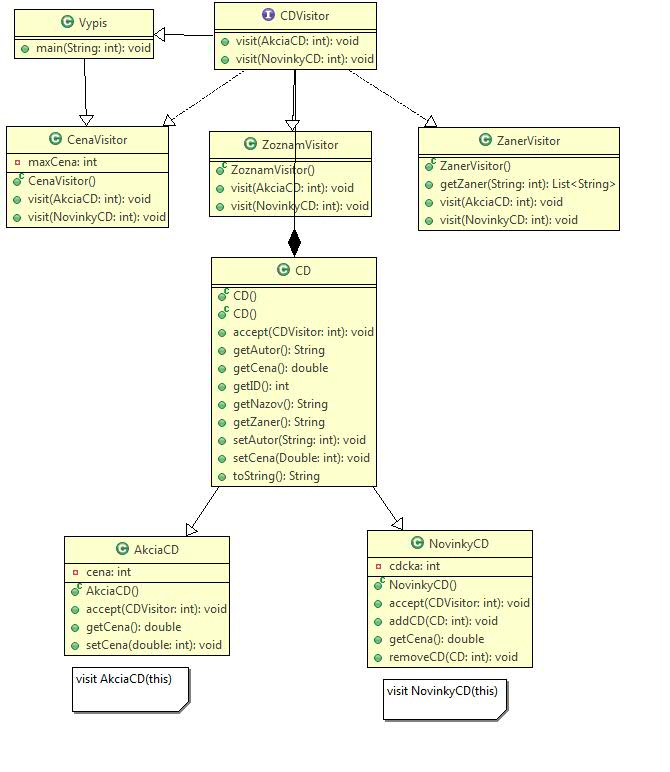 Vypis
main(String: int): void
CDVisitor
visit(AkciaCD: int): void
visit(NovinkyCD: int): void
CenaVisitor
maxCena: int
CenaVisitor()
visit(AkciaCD: int): void
visit(NovinkyCD: int): void
ZoznamVisitor
ZoznamVisitor()
visit(AkciaCD: int): void
visit(NovinkyCD: int): void
ZanerVisitor
ZanerVisitor()
getZaner(String: int): List<String>
visit(AkciaCD: int): void
visit(NovinkyCD: int): void
CD
CD()
CD()
accept(CDVisitor: int): void
getAutor(): String
getCena(): double
getID(): int
getNazov(): String
getZaner(): String
setAutor(String: int): void
setCena(Double: int): void
toString(): String
AkciaCD
cena: int
AkciaCD()
accept(CDVisitor: int): void
getCena(): double
setCena(double: int): void
visit AkciaCD(this)
NovinkyCD
cdcka: int
NovinkyCD()
accept(CDVisitor: int): void
addCD(CD: int): void
getCena(): double
removeCD(CD: int): void
visit NovinkyCD(this)